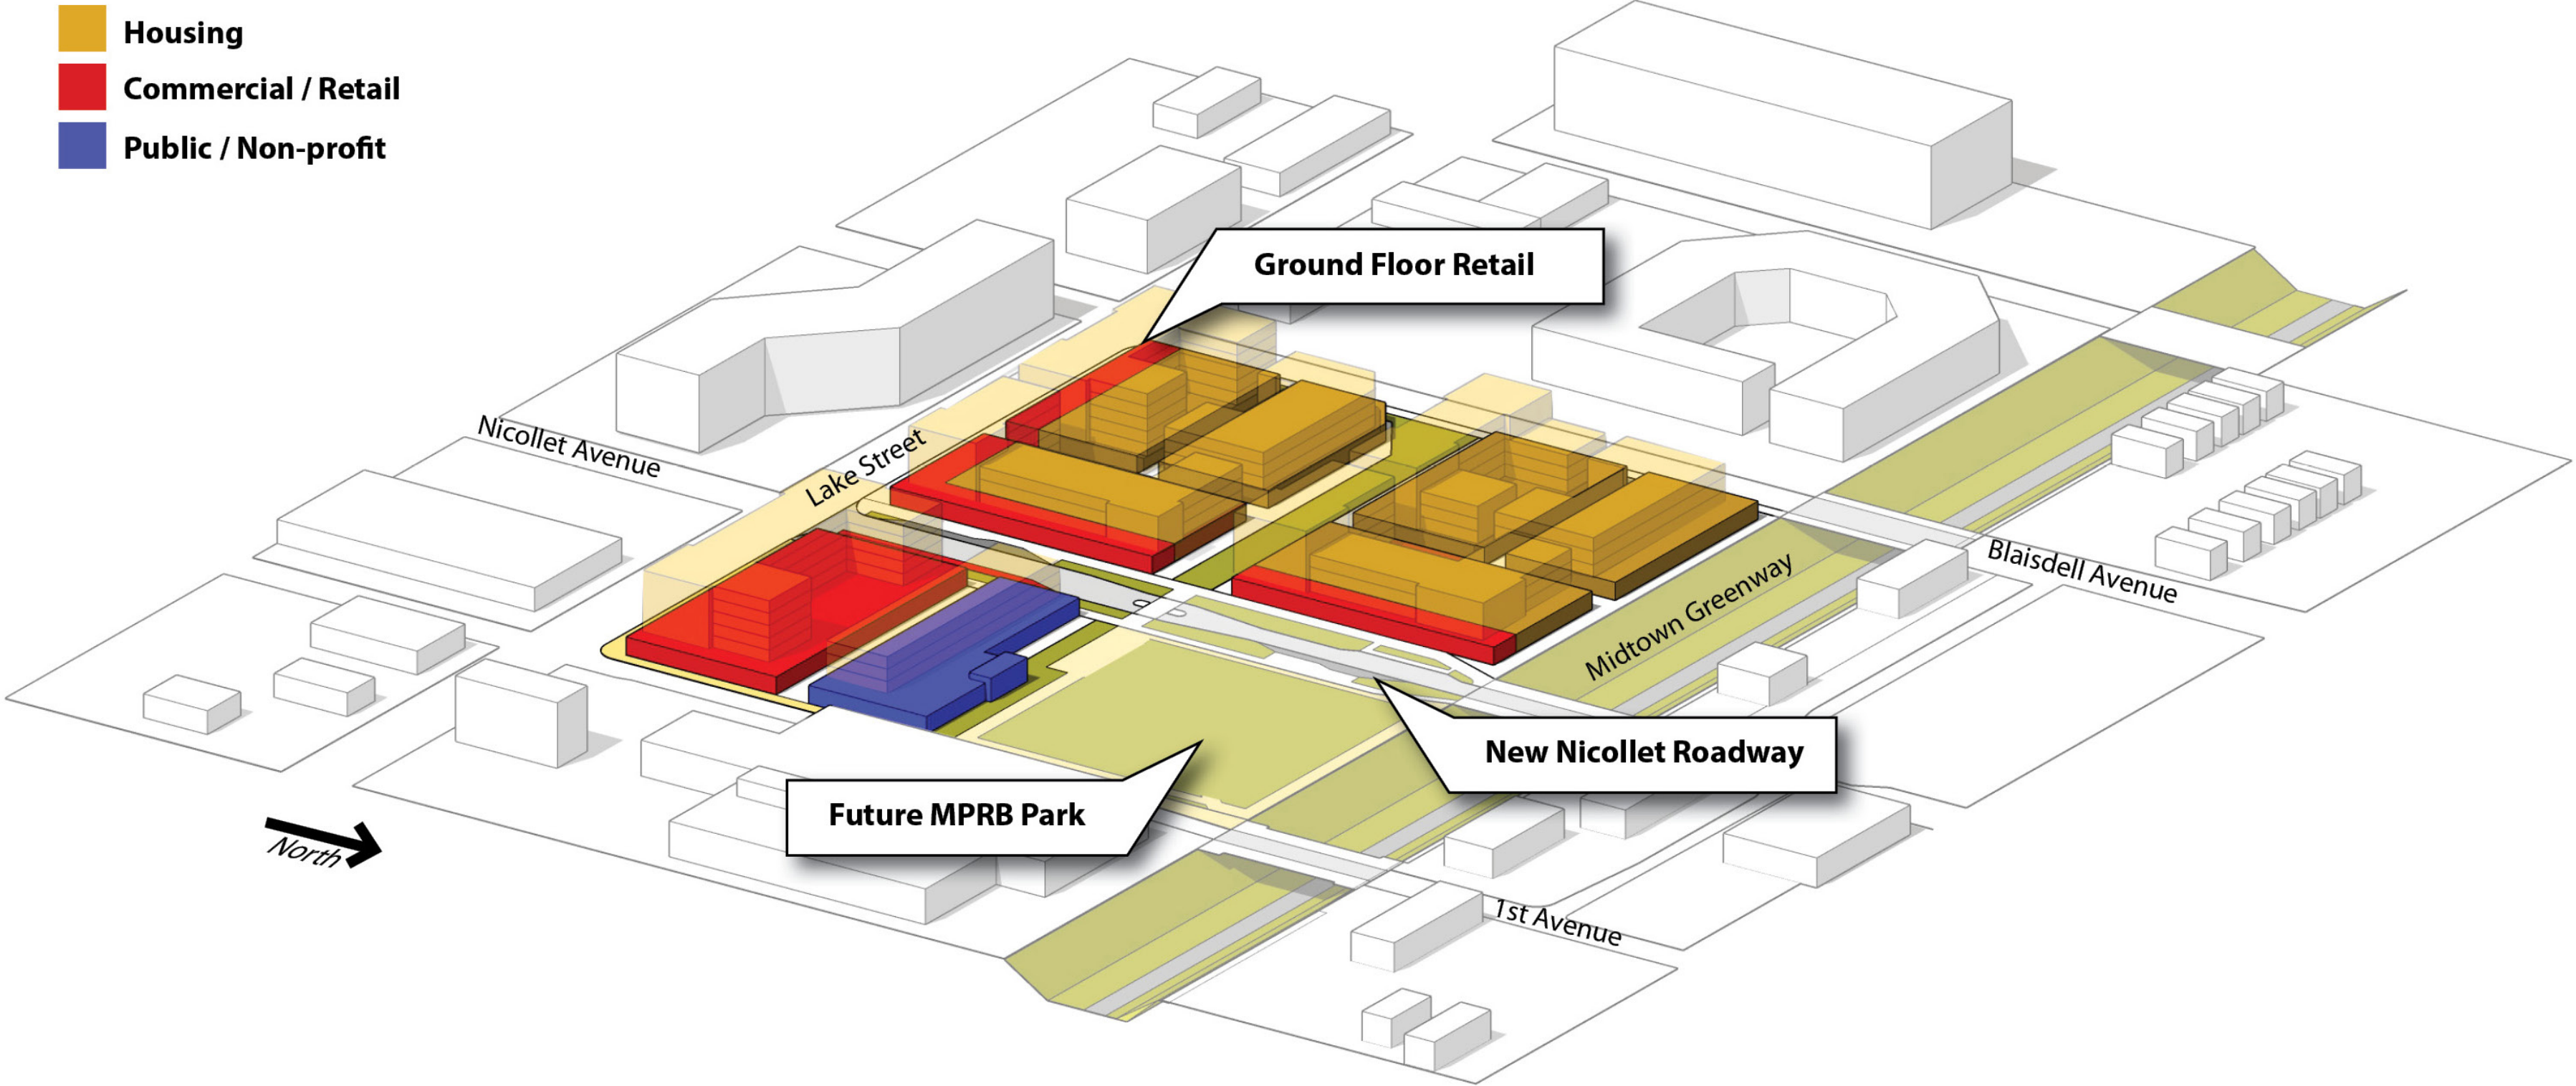 Housing
Commercial / Retail
Public / Non-profit
Ground Floor Retail
Nicollet Avenue
Lake Street
Blaisdell Avenue
Midtown Greenway
New Nicollet Roadway
Future MPRB Park
North
1st Avenue